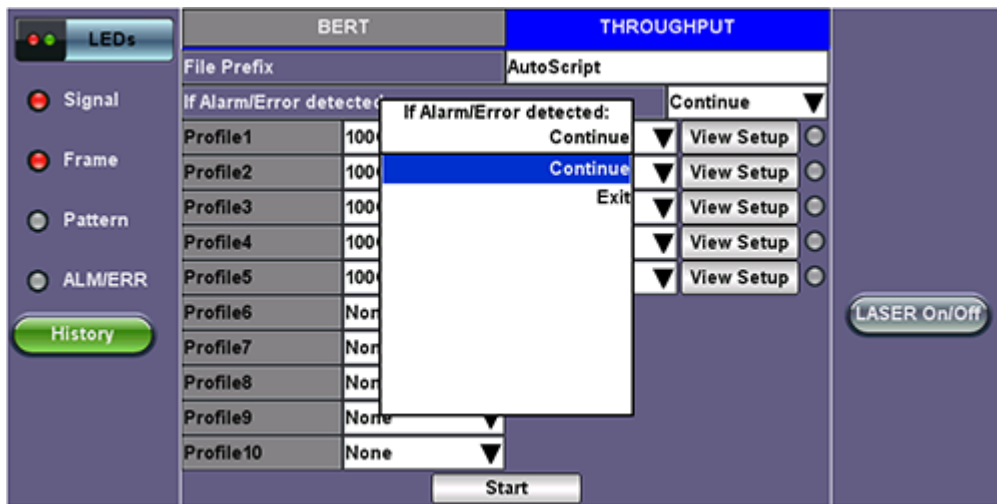 LEDs
BERT THROUGHPUT
File Prefix AutoScript
Signal
If Alarm/Error detected Continue
If Alarm/Error detected:
Continue
Continue
Exit
Profile1 View Setup
Frame
Profile2 View Setup
Profile3 View Setup
Pattern
Profile4 View Setup
ALM/ERR
Profile5 View Setup
Profile6
LASER On/Off
History
Profile7
Profile8
Profile9 None
Profile10 None
Start